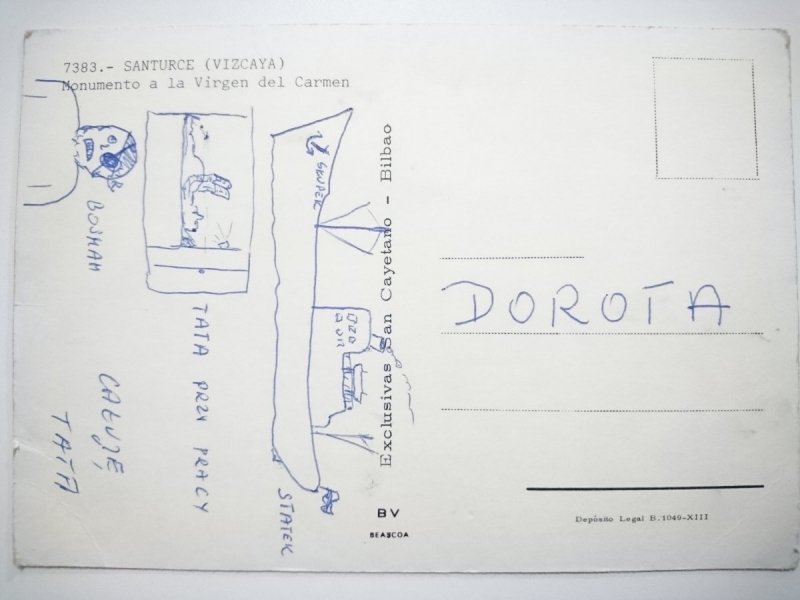 7383.- SANTURCE (VIZCAYA)
Monumento a la Virgen del Carmen
BOSMAN
TATA PRZY PRACY
STATEK
CAŁUJĘ,
TATA
Exclusivas San Cayetano - Bilbao
BV
BEASCOA
DOROTA
Depósito Legal B. 1049-XIII